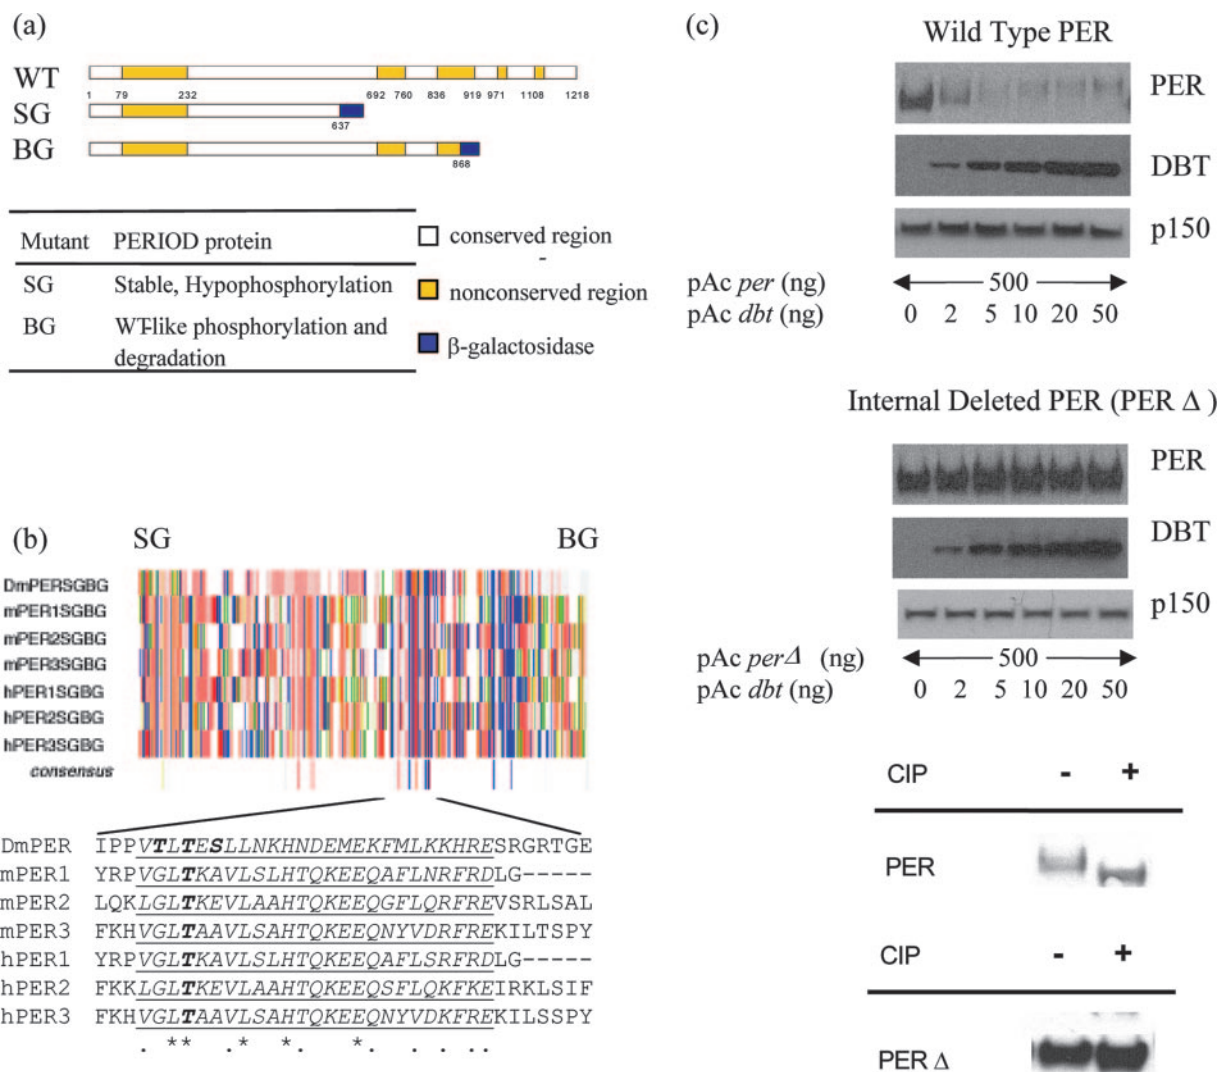 (a)
WT
1 79 232 692 760 836 919 971 1108 1218
SG
637
BG
868
Mutant PERIOD protein
SG Stable, Hypophosphorylation
BG WT-like phosphorylation and
degradation
conserved region
-
nonconserved region
β-galactosidase
(b)
SG BG
DmPERSGBG
mPER1SGBG
mPER2SGBG
mPER3SGBG
hPER1SGBG
hPER2SGBG
hPER3SGBG
consensus
DmPER IPPVTLTESLLNKHNDEMEKFMLKKHRESRGRTGE
mPER1 YRPVGLTKAVLSLHTQKEEQAFLNRFRDLG-----
mPER2 LQKLGLTKEVLAAHTQKEEQGFLQRFREVSRLSAL
mPER3 FKHVGLTAAVLSAHTQKEEQNYVDRFREKILTSPY
hPER1 YRPVGLTKAVLSLHTQKEEQAFLSRFRDLG-----
hPER2 FKKLGLTKEVLAAHTQKEEQSFLQKFKEIRKLSIF
hPER3 FKHVGLTAAVLSAHTQKEEQNYVDKFREKILSSPY
. ** .* *. *. . ..
(c)
Wild Type PER
PER
DBT
p150
pAc per (ng) 500
pAc dbt (ng) 0 2 5 10 20 50
Internal Deleted PER (PER Δ )
PER
DBT
p150
pAc perΔ (ng) 500
pAc dbt (ng) 0 2 5 10 20 50
CIP - +
PER
CIP - +
PER Δ